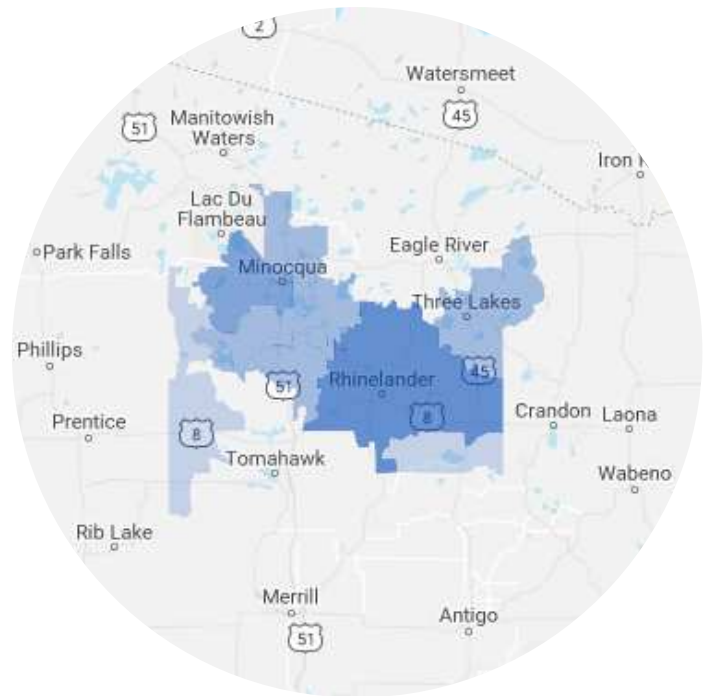 2
Watersmeet
45
51
Manitowish
Waters
Iron
Lac Du
Flambeau
Park Falls
Eagle River
Minocqua
Three Lakes
Phillips
51
Rhinelander
45
8
Crandon
Laona
Prentice
8
Tomahawk
Wabeno
Rib Lake
Merrill
Antigo
51